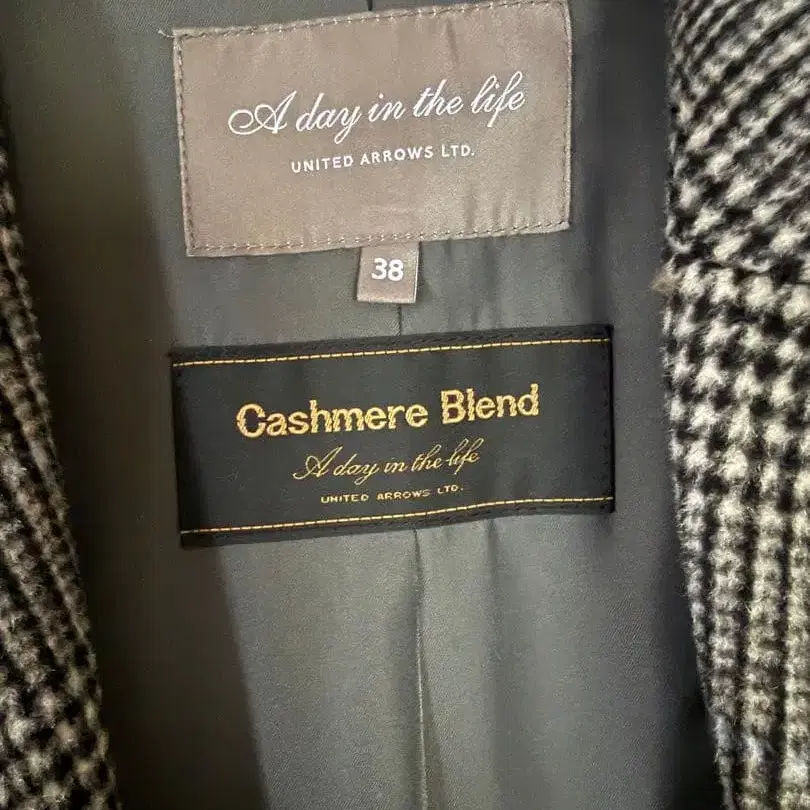 A day in the life
UNITED ARROWS LTD.
38
Cashmere Blend
A day in the life
UNITED ARROWS LTD.